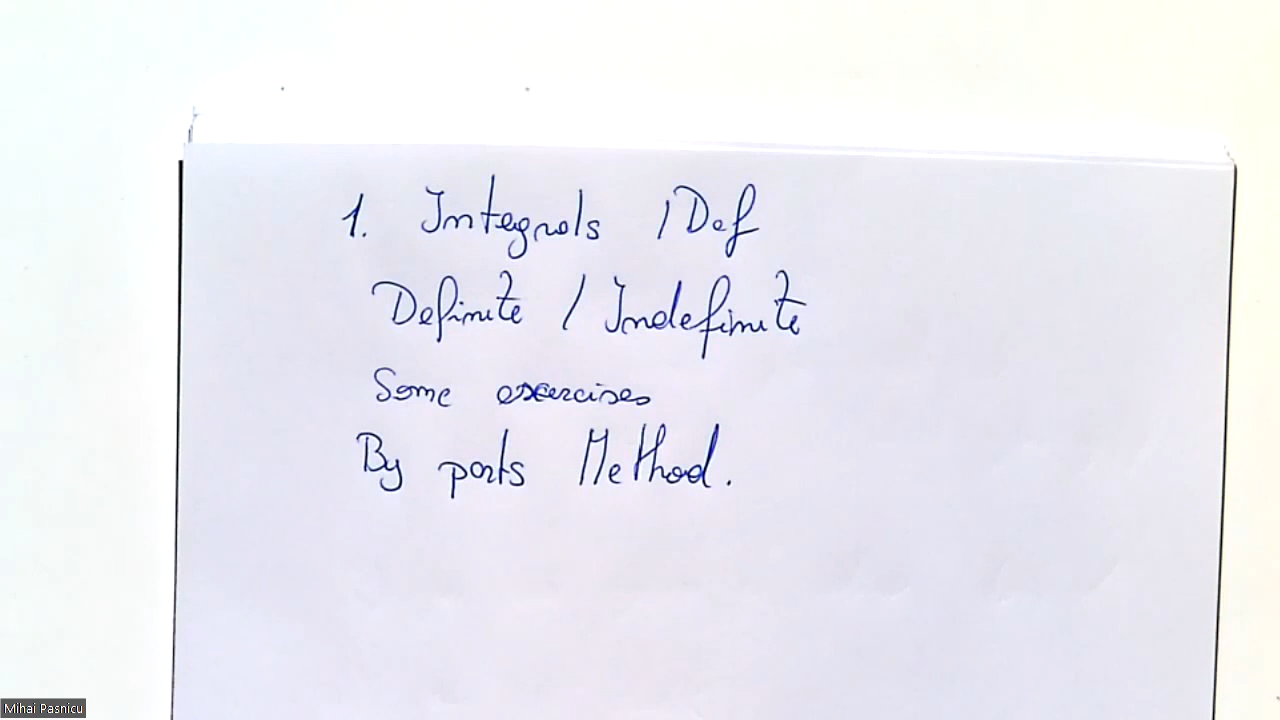 1. Integrals / Def
Definite / Indefinite
Some exercises
By parts Method.
Mihai Pasnicu